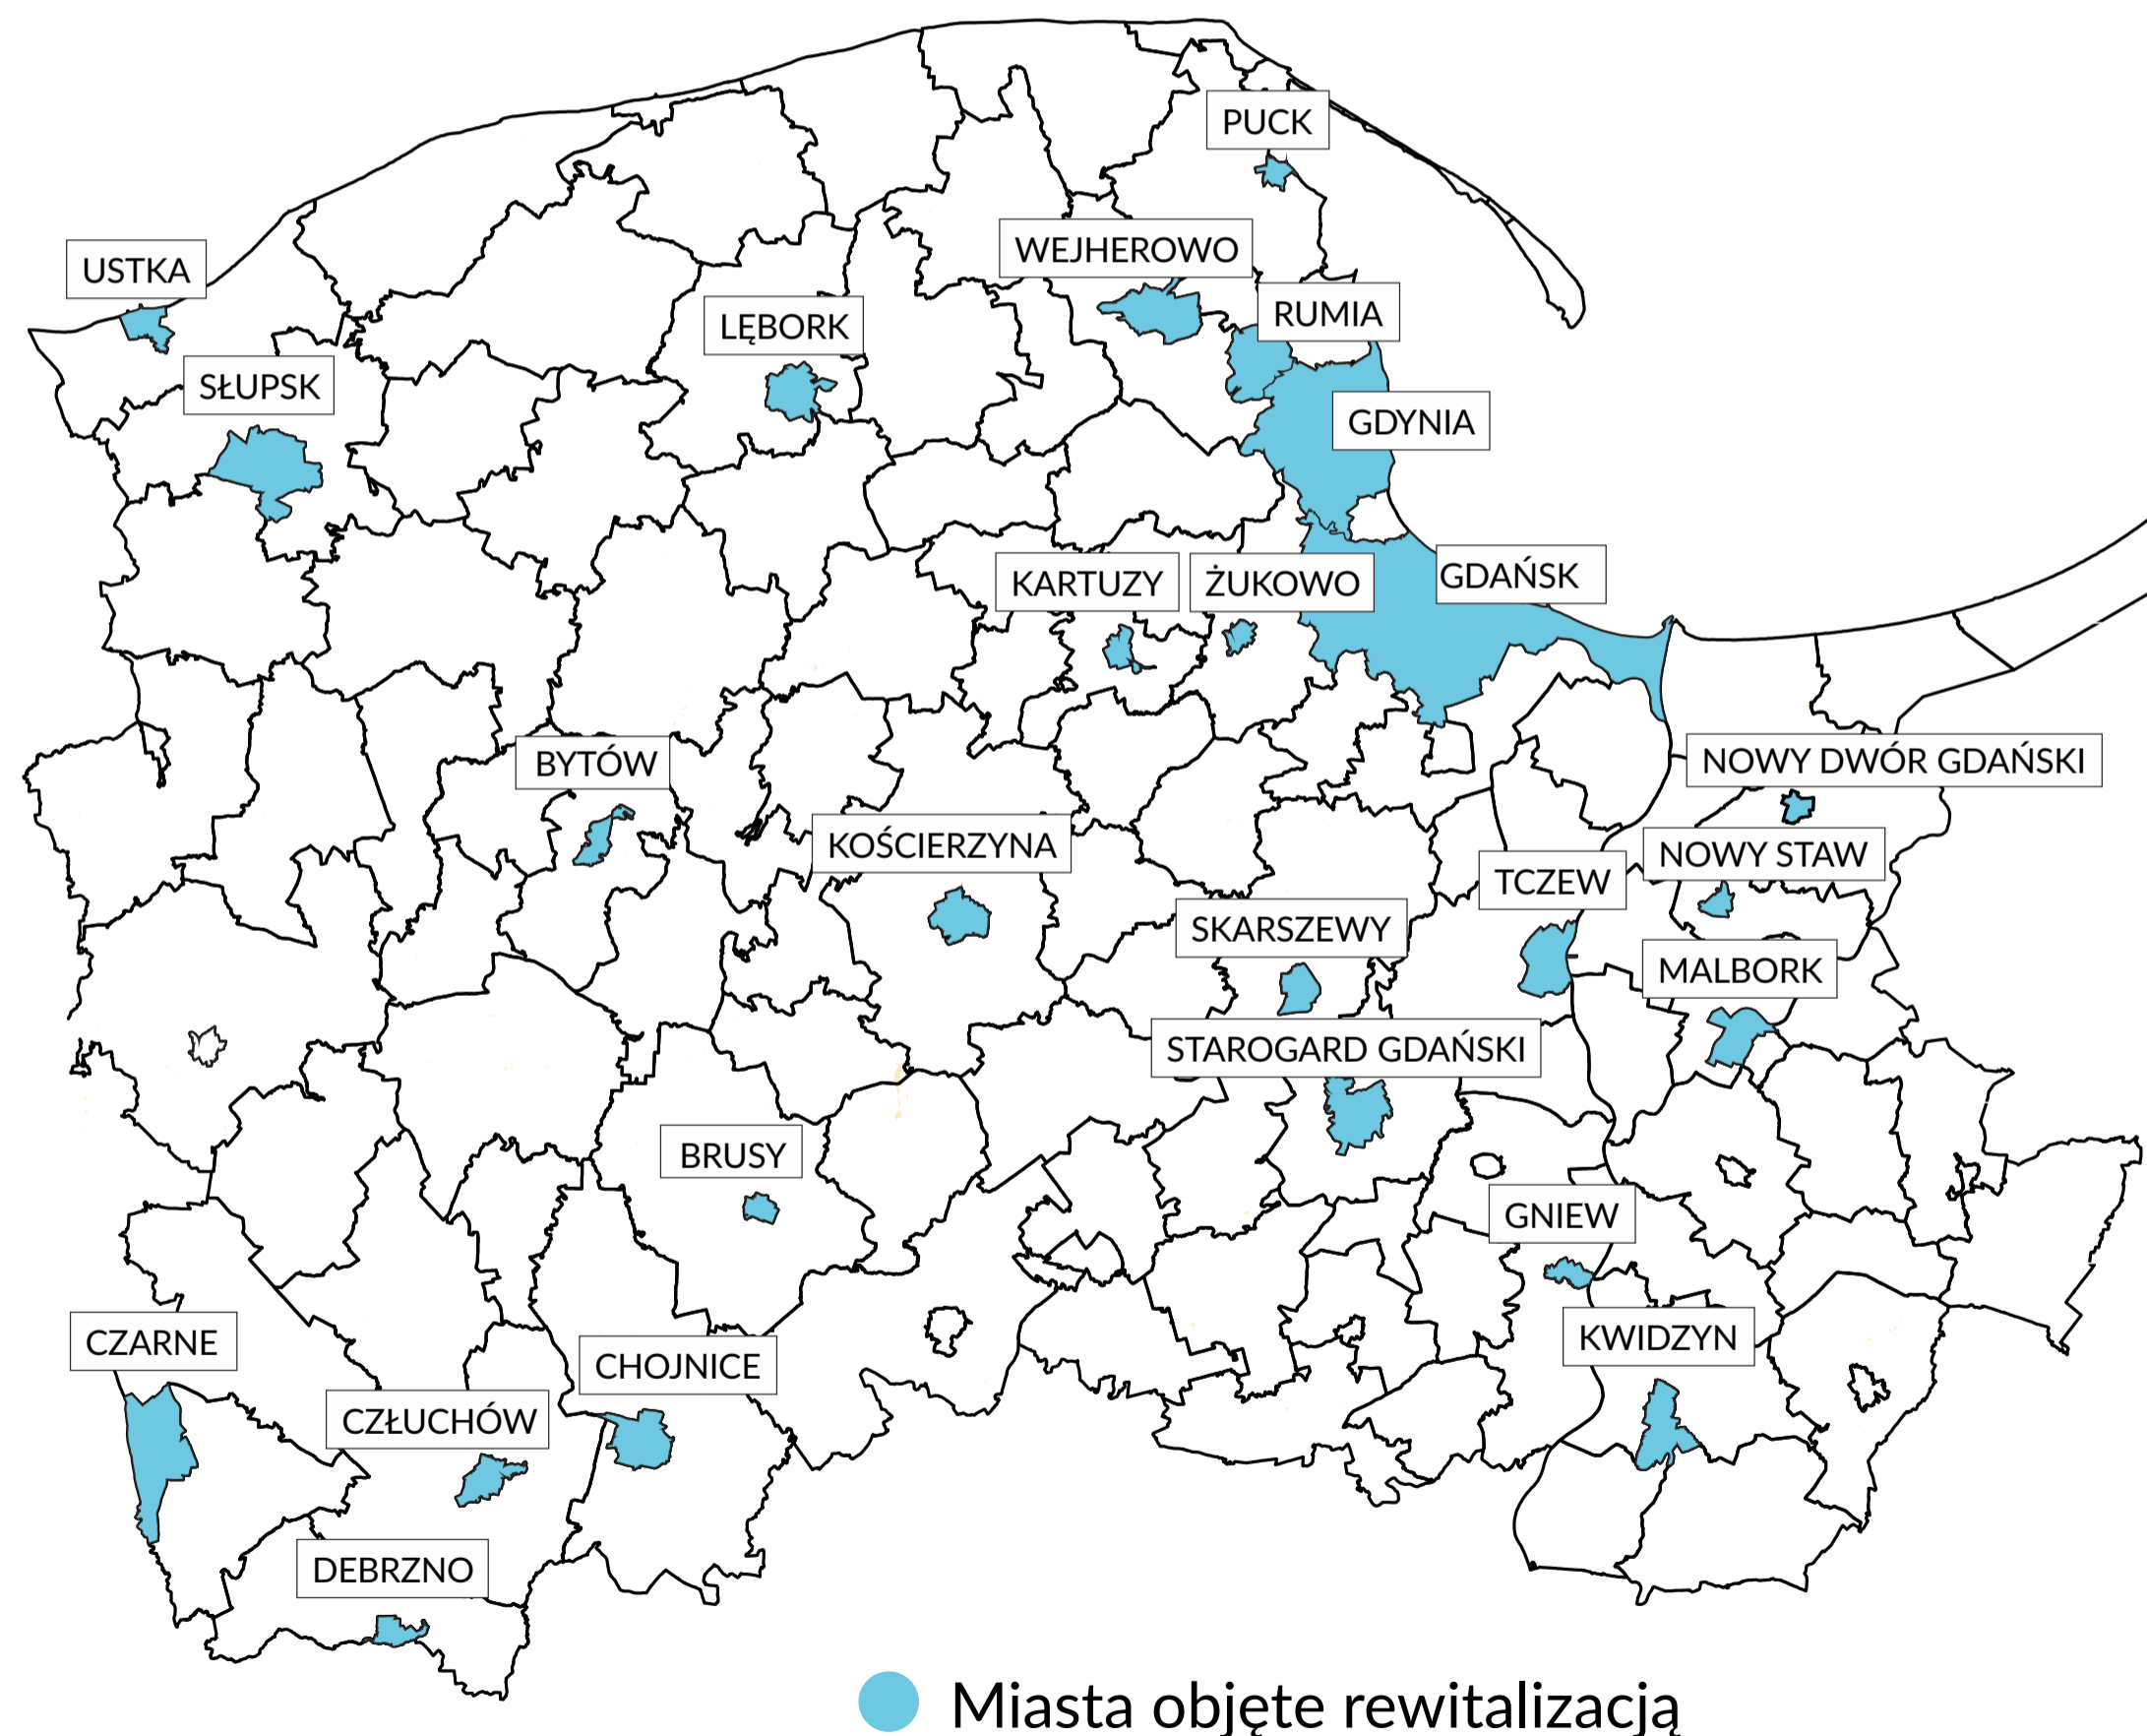 PUCK
WEJHEROWO
USTKA
RUMIA
LĘBORK
SŁUPSK
GDYNIA
GDAŃSK
KARTUZY
ŻUKOWO
NOWY DWÓR GDAŃSKI
BYTÓW
KOŚCIERZYNA
NOWY STAW
TCZEW
SKARSZEWY
MALBORK
STAROGARD GDAŃSKI
BRUSY
GNIEW
CZARNE
KWIDZYN
CHOJNICE
CZŁUCHÓW
DEBRZNO
Miasta objęte rewitalizacją